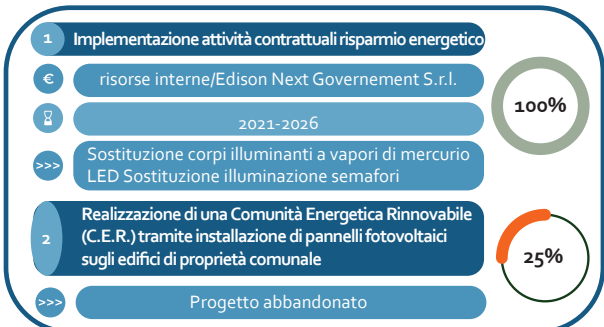 1 Implementazione attività contrattuali risparmio energetico
€ risorse interne/Edison Next Governement S.r.l.
2021-2026
100%
>>> Sostituzione corpi illuminanti a vapori di mercurio
LED Sostituzione illuminazione semafori
2 Realizzazione di una Comunità Energetica Rinnovabile
(C.E.R.) tramite installazione di pannelli fotovoltaici
sugli edifici di proprietà comunale
25%
>>> Progetto abbandonato